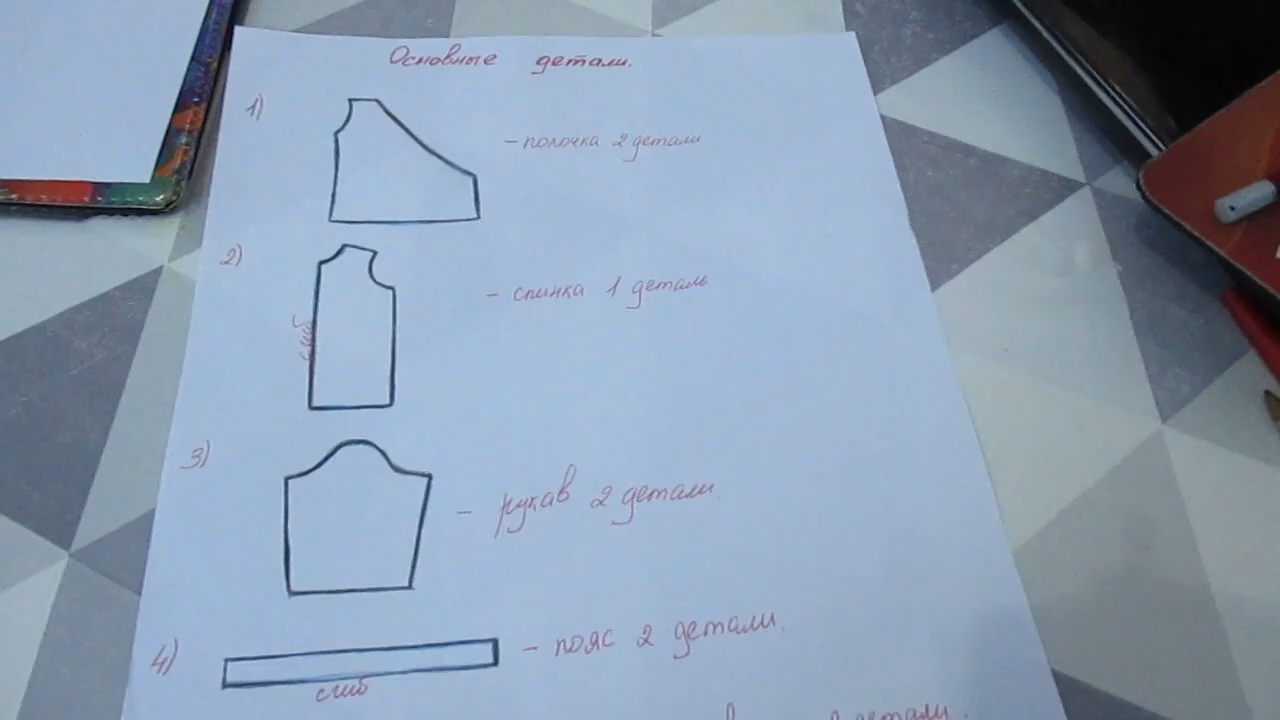 Основные детали.
1) - полочка 2 детали
2) - спинка 1 деталь
сгиб
3) - рукав 2 детали.
4) - пояс 2 детали.
сгиб
детали.